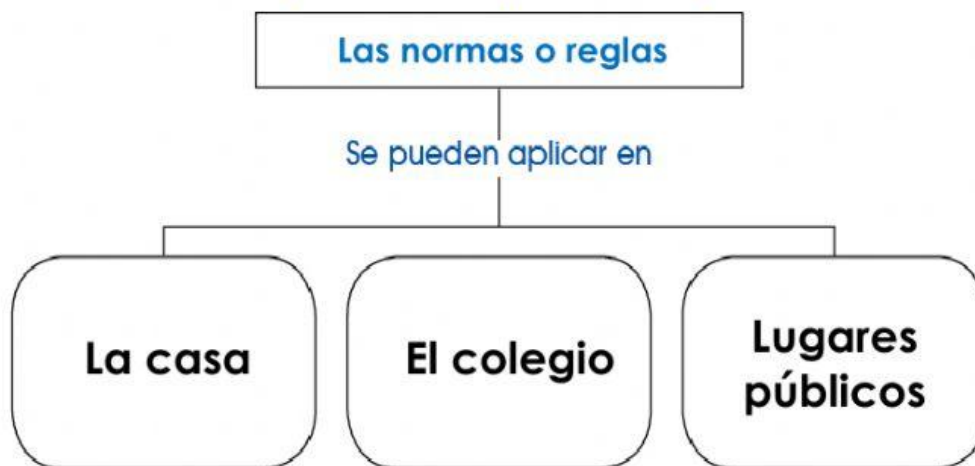 Las normas o reglas
Se pueden aplicar en
La casa
El colegio
Lugares
públicos